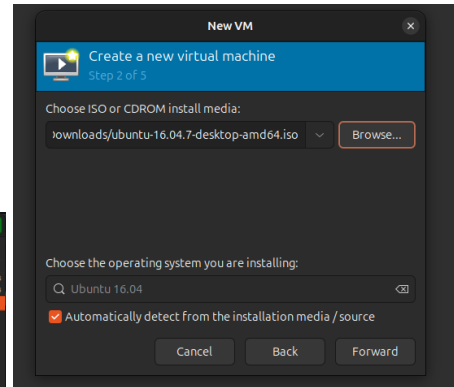 New VM
Create a new virtual machine
Step 2 of 5
Choose ISO or CDROM install media:
ownloads/ubuntu-16.04.7-desktop-amd64.iso
Browse...
Choose the operating system you are installing:
Ubuntu 16.04
Automatically detect from the installation media / source
Cancel Back Forward